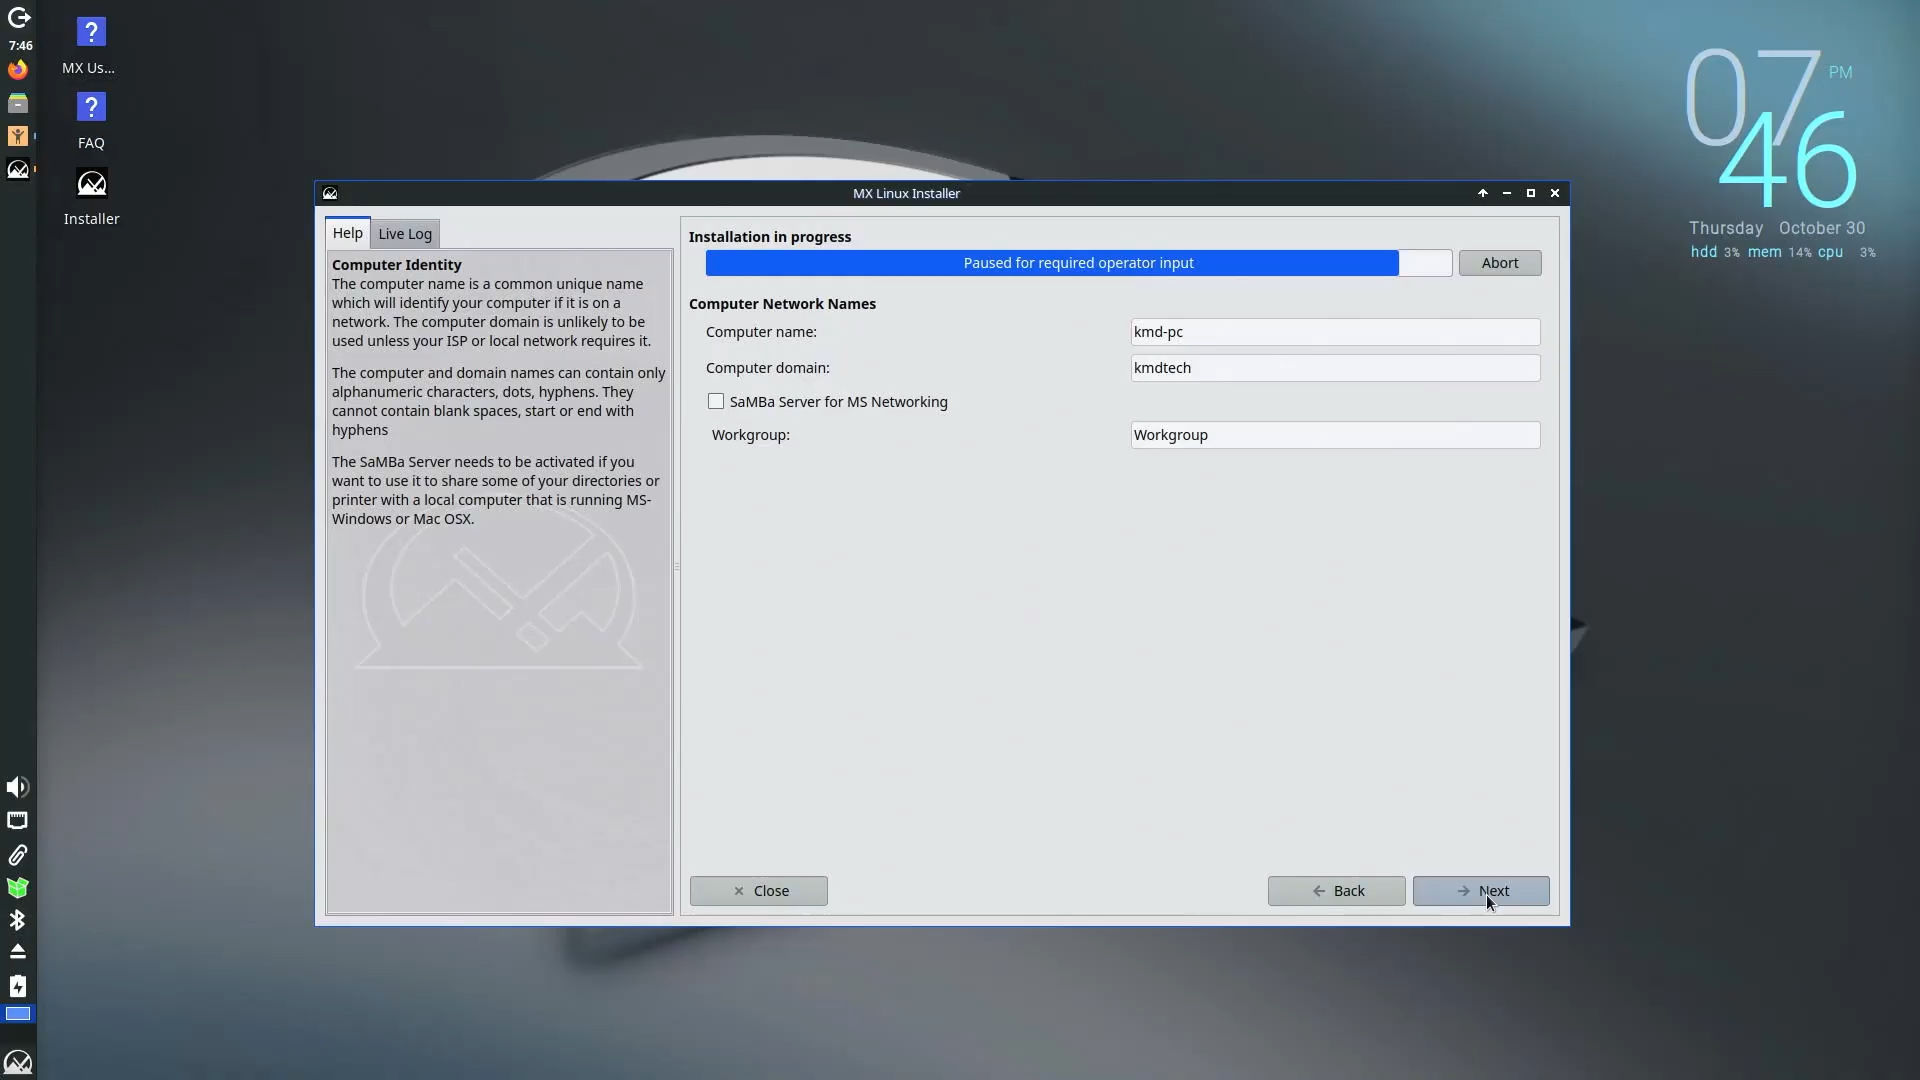 7:46
MX Us...
FAQ
Installer
07 PM
46
Thursday October 30
hdd 3% mem 14% cpu 3%
MX Linux Installer
Help
Live Log
Computer Identity
The computer name is a common unique name
which will identify your computer if it is on a
network. The computer domain is unlikely to be
used unless your ISP or local network requires it.
The computer and domain names can contain only
alphanumeric characters, dots, hyphens. They
cannot contain blank spaces, start or end with
hyphens
The SaMBa Server needs to be activated if you
want to use it to share some of your directories or
printer with a local computer that is running MS-
Windows or Mac OSX.
Installation in progress
Paused for required operator input
Abort
Computer Network Names
Computer name:
kmd-pc
Computer domain:
kmdtech
SaMBa Server for MS Networking
Workgroup:
Workgroup
Close
Back
Next